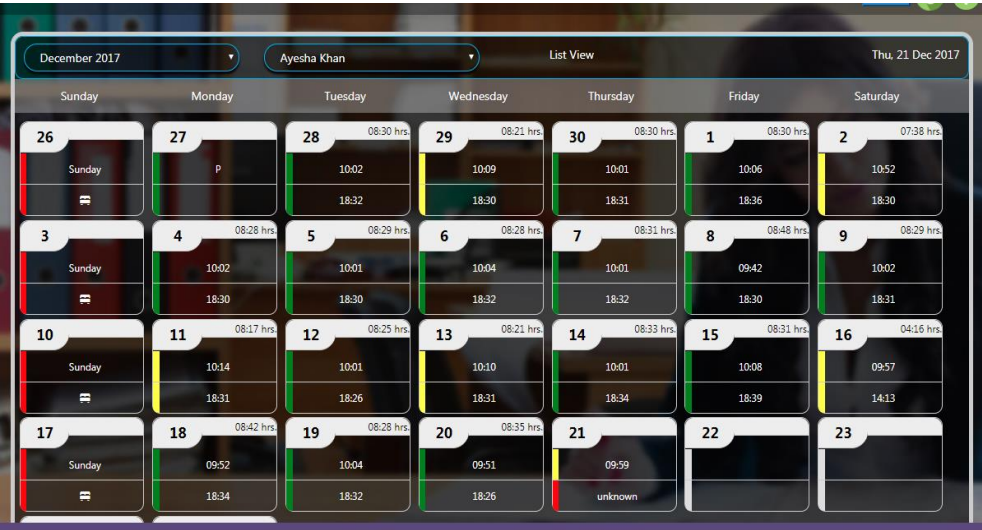 December 2017 Ayesha Khan List View Thu, 21 Dec 2017
Sunday Monday Tuesday Wednesday Thursday Friday Saturday
26 27 28 08:30 hrs. 29 08:21 hrs. 30 08:30 hrs. 1 08:30 hrs. 2 07:38 hrs.
Sunday P 10:02 10:09 10:01 10:06 10:52
18:32 18:30 18:31 18:36 18:30
3 4 08:28 hrs. 5 08:29 hrs. 6 08:28 hrs. 7 08:31 hrs. 8 08:48 hrs. 9 08:29 hrs.
Sunday 10:02 10:01 10:04 10:01 09:42 10:02
18:30 18:30 18:32 18:32 18:30 18:31
10 11 08:17 hrs. 12 08:25 hrs. 13 08:21 hrs. 14 08:33 hrs. 15 08:31 hrs. 16 04:16 hrs.
Sunday 10:14 10:01 10:10 10:01 10:08 09:57
18:31 18:26 18:31 18:34 18:39 14:13
17 18 08:42 hrs. 19 08:28 hrs. 20 08:35 hrs. 21 22 23
Sunday 09:52 10:04 09:51 09:59
18:34 18:32 18:26 unknown